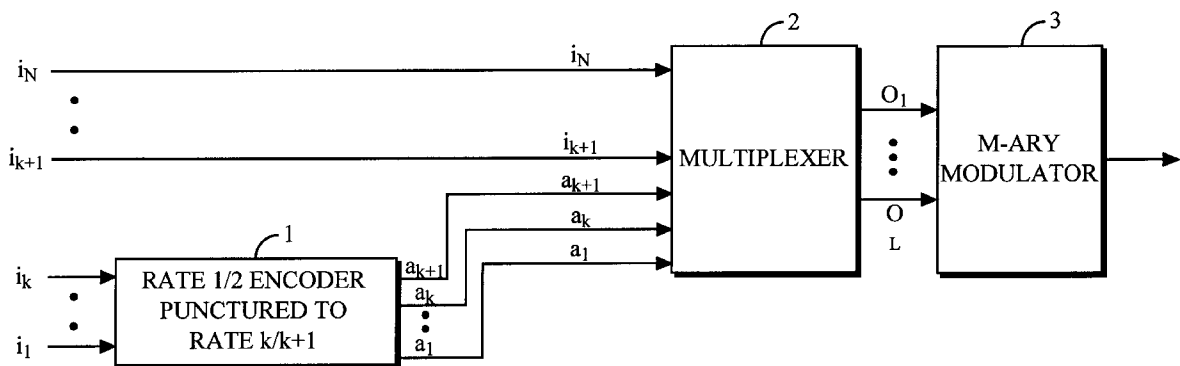 2
3
i_N
i_N
O_1
i_{k+1}
i_{k+1}
MULTIPLEXER
M-ARY
MODULATOR
a_{k+1}
O
L
a_k
1
a_1
i_k
RATE 1/2 ENCODER
PUNCTURED TO
RATE k/k+1
a_{k+1}
a_k
i_1
a_1